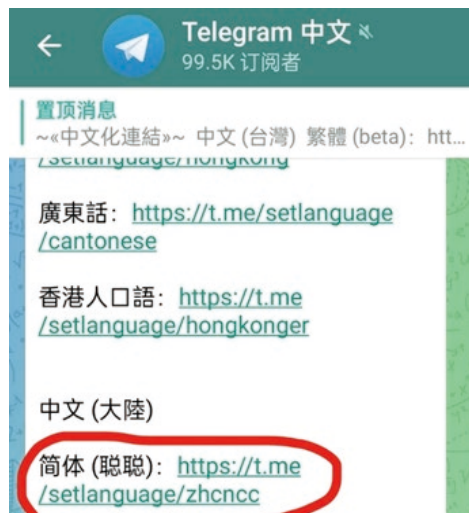 Telegram 中文
99.5K 订阅者
置顶消息
~«中文化連結»~ 中文 (台灣) 繁體 (beta)： htt...
/setlanguage/hongkong
廣東話：https://t.me/setlanguage
/cantonese
香港人口語：https://t.me
/setlanguage/hongkonger
中文 (大陸)
简体 (聪聪)：https://t.me
/setlanguage/zhcncc